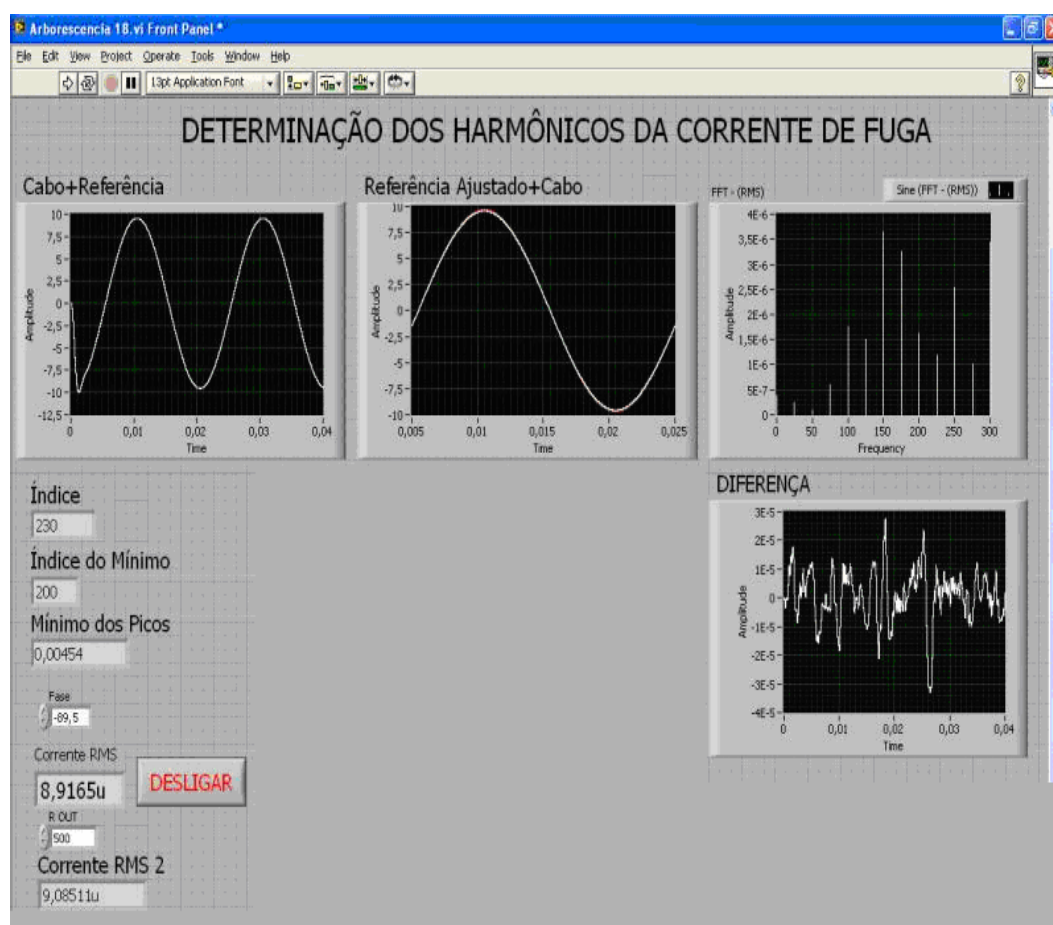 Arborescencia 18.vi Front Panel *
File Edit View Project Operate Tools Window Help
13pt Application Font
DETERMINAÇÃO DOS HARMÔNICOS DA CORRENTE DE FUGA
Cabo+Referência
10
7,5
5
2,5
0
-2,5
-5
-7,5
-10
-12,5
Amplitude
0 0,01 0,02 0,03 0,04
Time
Referência Ajustado+Cabo
10
7,5
5
2,5
0
-2,5
-5
-7,5
-10
Amplitude
0,005 0,01 0,015 0,02 0,025
Time
FFT - (RMS)
Sine (FFT - (RMS))
4E-6
3,5E-6
3E-6
2,5E-6
2E-6
1,5E-6
1E-6
5E-7
0
Amplitude
0 50 100 150 200 250 300
Frequency
Índice
230
Índice do Mínimo
200
Mínimo dos Picos
0,00454
Fase
-89,5
Corrente RMS
8,9165u
DESLIGAR
R OUT
500
Corrente RMS 2
9,08511u
DIFERENÇA
3E-5
2E-5
1E-5
0
-1E-5
-2E-5
-3E-5
-4E-5
Amplitude
0 0,01 0,02 0,03 0,04
Time